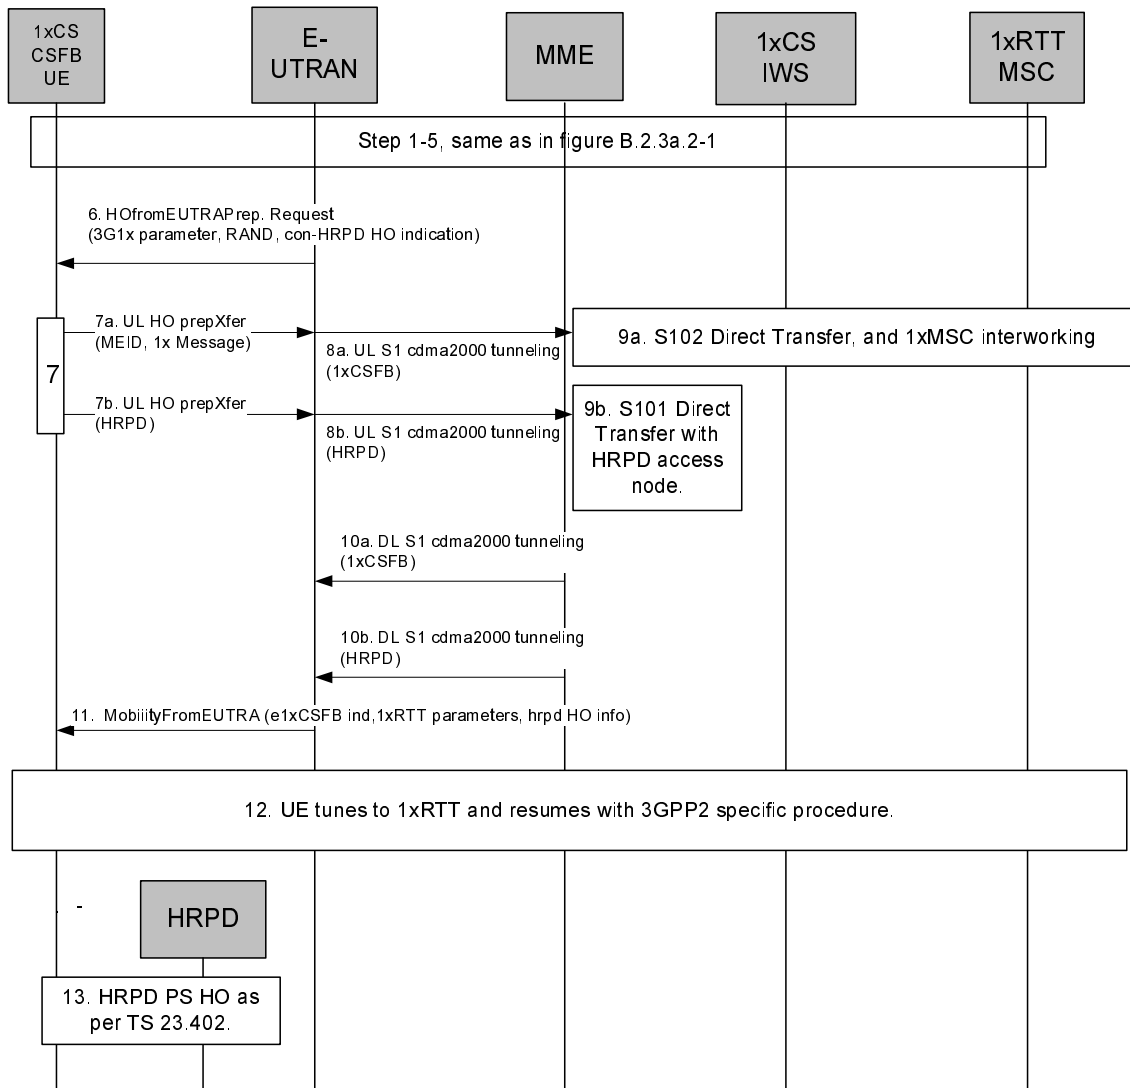 1xCS
CSFB
UE
E-
UTRAN
MME
1xCS
IWS
1xRTT
MSC
Step 1-5, same as in figure B.2.3a.2-1
6. HOfromEUTRAPrep. Request
(3G1x parameter, RAND, con-HRPD HO indication)
7
7a. UL HO prepXfer
(MEID, 1x Message)
8a. UL S1 cdma2000 tunneling
(1xCSFB)
9a. S102 Direct Transfer, and 1xMSC interworking
7b. UL HO prepXfer
(HRPD)
8b. UL S1 cdma2000 tunneling
(HRPD)
9b. S101 Direct
Transfer with
HRPD access
node.
10a. DL S1 cdma2000 tunneling
(1xCSFB)
10b. DL S1 cdma2000 tunneling
(HRPD)
11. MobiiityFromEUTRA (e1xCSFB ind,1xRTT parameters, hrpd HO info)
12. UE tunes to 1xRTT and resumes with 3GPP2 specific procedure.
HRPD
13. HRPD PS HO as
per TS 23.402.